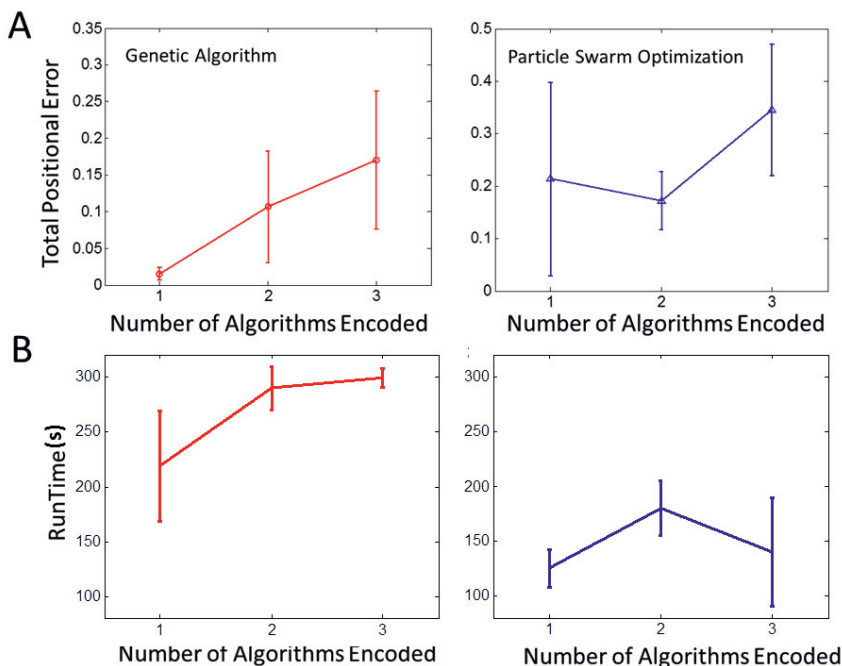 A
Total Positional Error
0.35
0.3
0.25
0.2
0.15
0.1
0.05
0
Genetic Algorithm
1 2 3
Number of Algorithms Encoded
0.5
0.4
0.3
0.2
0.1
0
Particle Swarm Optimization
1 2 3
Number of Algorithms Encoded
B
RunTime(s)
300
250
200
150
100
1 2 3
Number of Algorithms Encoded
300
250
200
150
100
1 2 3
Number of Algorithms Encoded